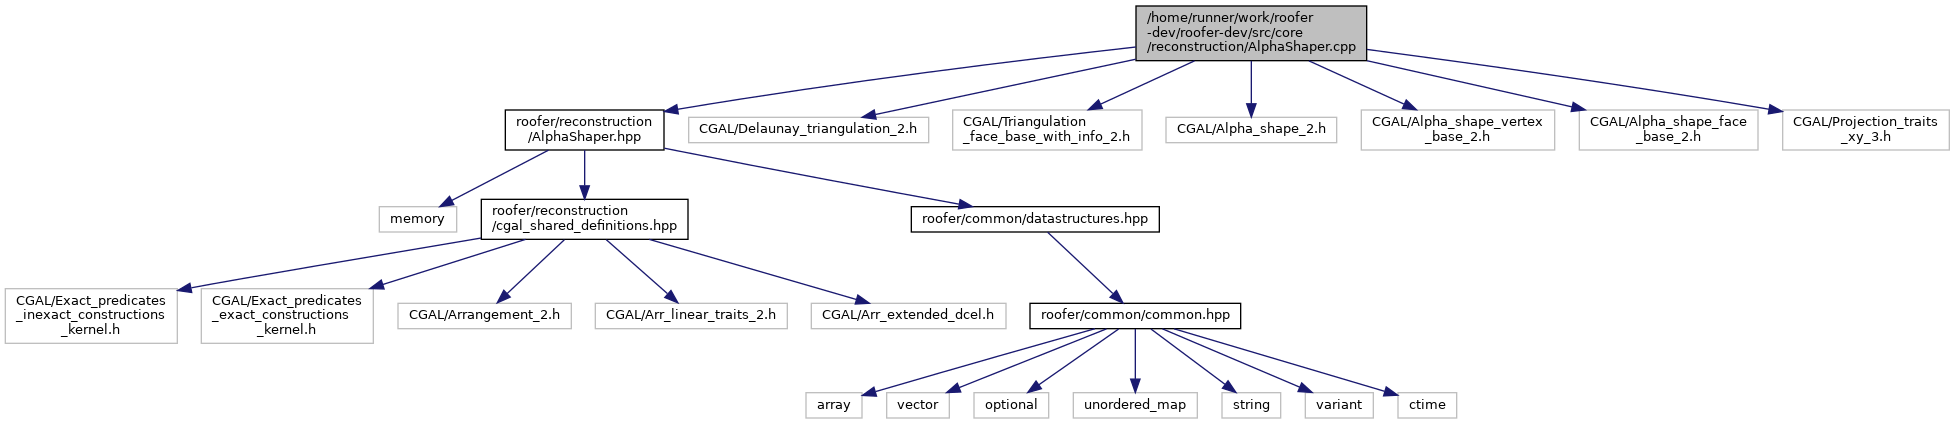 /home/runner/work/roofer
-dev/roofer-dev/src/core
/reconstruction/AlphaShaper.cpp
roofer/reconstruction
/AlphaShaper.hpp
CGAL/Delaunay_triangulation_2.h
CGAL/Triangulation
_face_base_with_info_2.h
CGAL/Alpha_shape_2.h
CGAL/Alpha_shape_vertex
_base_2.h
CGAL/Alpha_shape_face
_base_2.h
CGAL/Projection_traits
_xy_3.h
memory
roofer/reconstruction
/cgal_shared_definitions.hpp
roofer/common/datastructures.hpp
CGAL/Exact_predicates
_inexact_constructions
_kernel.h
CGAL/Exact_predicates
_exact_constructions
_kernel.h
CGAL/Arrangement_2.h
CGAL/Arr_linear_traits_2.h
CGAL/Arr_extended_dcel.h
roofer/common/common.hpp
array
vector
optional
unordered_map
string
variant
ctime